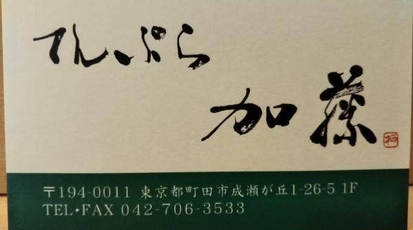 てんぷら
加藤
〒194-0011 東京都町田市成瀬が丘1-26-5 1F
TEL・FAX 042-706-3533